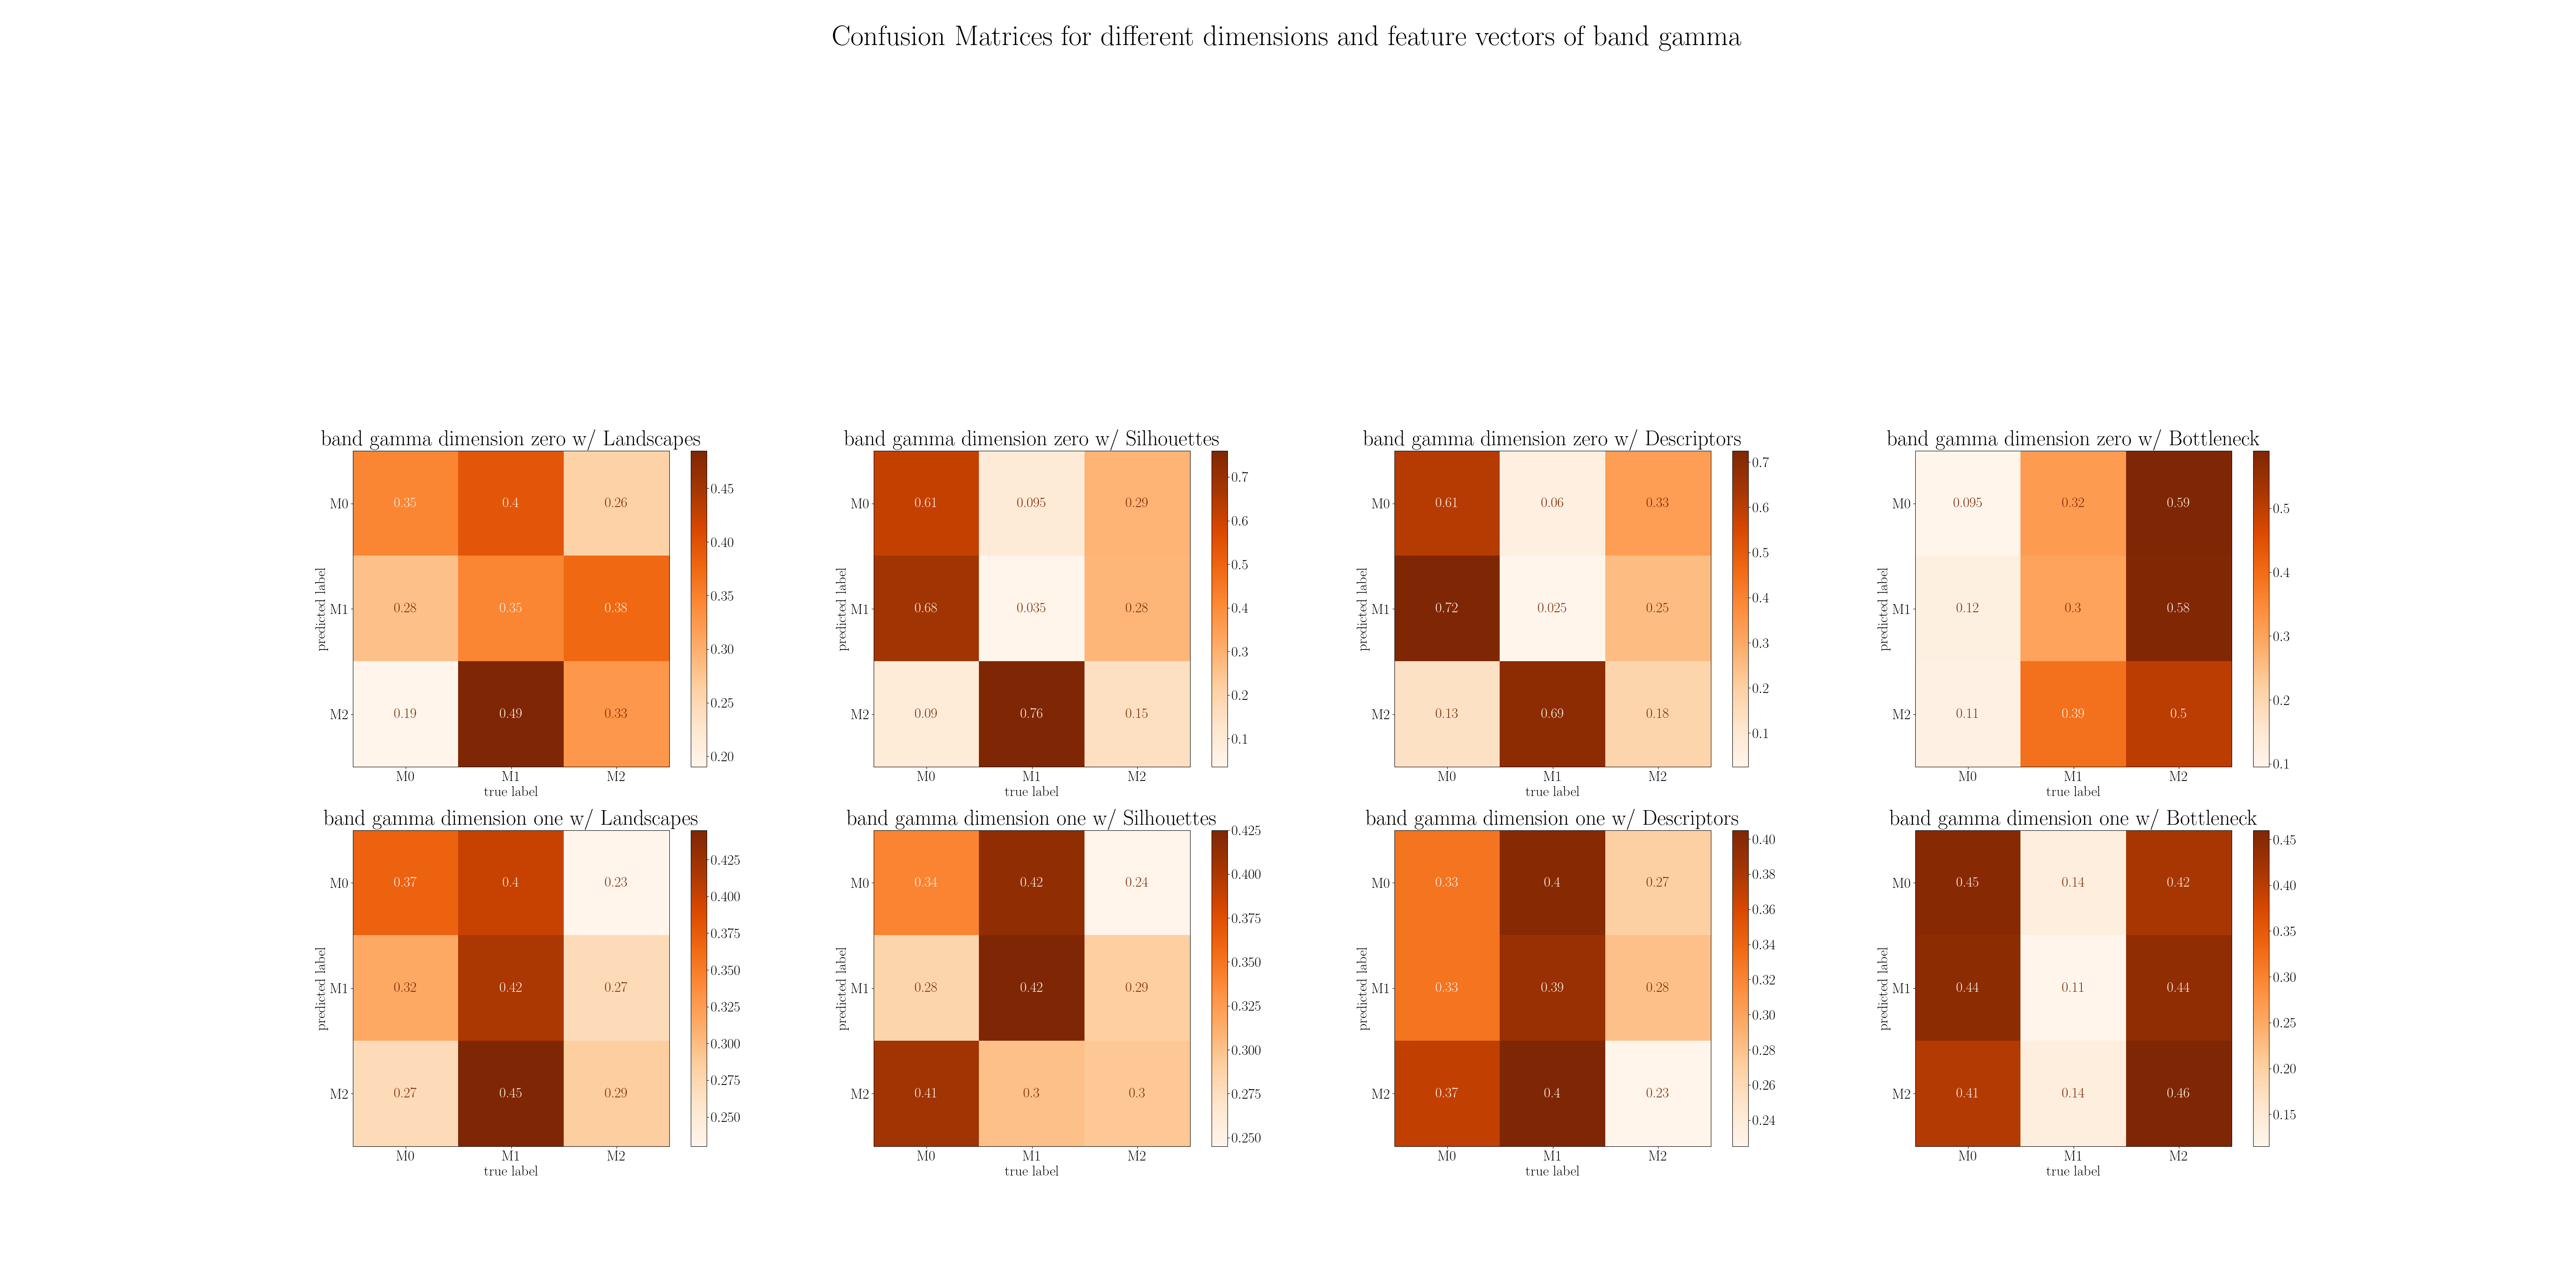 Confusion Matrices for different dimensions and feature vectors of band gamma
band gamma dimension zero w/ Landscapes
M0 0.35 0.4 0.26
M1 0.28 0.35 0.38
M2 0.19 0.49 0.33
M0 M1 M2
true label
predicted label
0.45
0.40
0.35
0.30
0.25
0.20
band gamma dimension zero w/ Silhouettes
M0 0.61 0.095 0.29
M1 0.68 0.035 0.28
M2 0.09 0.76 0.15
M0 M1 M2
true label
predicted label
0.7
0.6
0.5
0.4
0.3
0.2
0.1
band gamma dimension zero w/ Descriptors
M0 0.61 0.06 0.33
M1 0.72 0.025 0.25
M2 0.13 0.69 0.18
M0 M1 M2
true label
predicted label
0.7
0.6
0.5
0.4
0.3
0.2
0.1
band gamma dimension zero w/ Bottleneck
M0 0.095 0.32 0.59
M1 0.12 0.3 0.58
M2 0.11 0.39 0.5
M0 M1 M2
true label
predicted label
0.5
0.4
0.3
0.2
0.1
band gamma dimension one w/ Landscapes
M0 0.37 0.4 0.23
M1 0.32 0.42 0.27
M2 0.27 0.45 0.29
M0 M1 M2
true label
predicted label
0.425
0.400
0.375
0.350
0.325
0.300
0.275
0.250
band gamma dimension one w/ Silhouettes
M0 0.34 0.42 0.24
M1 0.28 0.42 0.29
M2 0.41 0.3 0.3
M0 M1 M2
true label
predicted label
0.425
0.400
0.375
0.350
0.325
0.300
0.275
0.250
band gamma dimension one w/ Descriptors
M0 0.33 0.4 0.27
M1 0.33 0.39 0.28
M2 0.37 0.4 0.23
M0 M1 M2
true label
predicted label
0.40
0.38
0.36
0.34
0.32
0.30
0.28
0.26
0.24
band gamma dimension one w/ Bottleneck
M0 0.45 0.14 0.42
M1 0.44 0.11 0.44
M2 0.41 0.14 0.46
M0 M1 M2
true label
predicted label
0.45
0.40
0.35
0.30
0.25
0.20
0.15